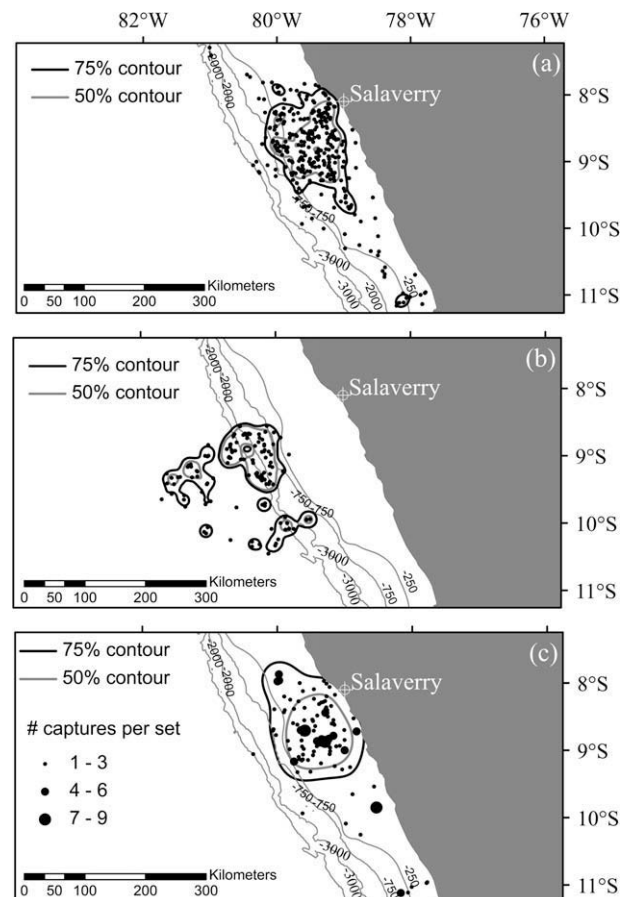 82°W 80°W 78°W 76°W
(a)
75% contour
50% contour
Salaverry
-2000
-2000
-750
-750
-3000
-3000
-2000
-250
8°S
9°S
10°S
11°S
Kilometers
0 50 100 200 300
(b)
75% contour
50% contour
Salaverry
-2000
-2000
-750
-750
-3000
-3000
-750
-250
8°S
9°S
10°S
11°S
Kilometers
0 50 100 200 300
(c)
75% contour
50% contour
Salaverry
# captures per set
1 - 3
4 - 6
7 - 9
-2000
-2000
-750
-750
-3000
-3000
-750
-250
8°S
9°S
10°S
11°S
Kilometers
0 50 100 200 300